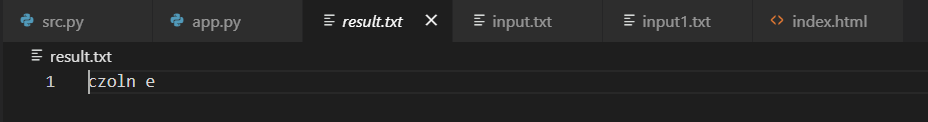 src.py app.py result.txt input.txt input1.txt index.html
result.txt
1 czoln e